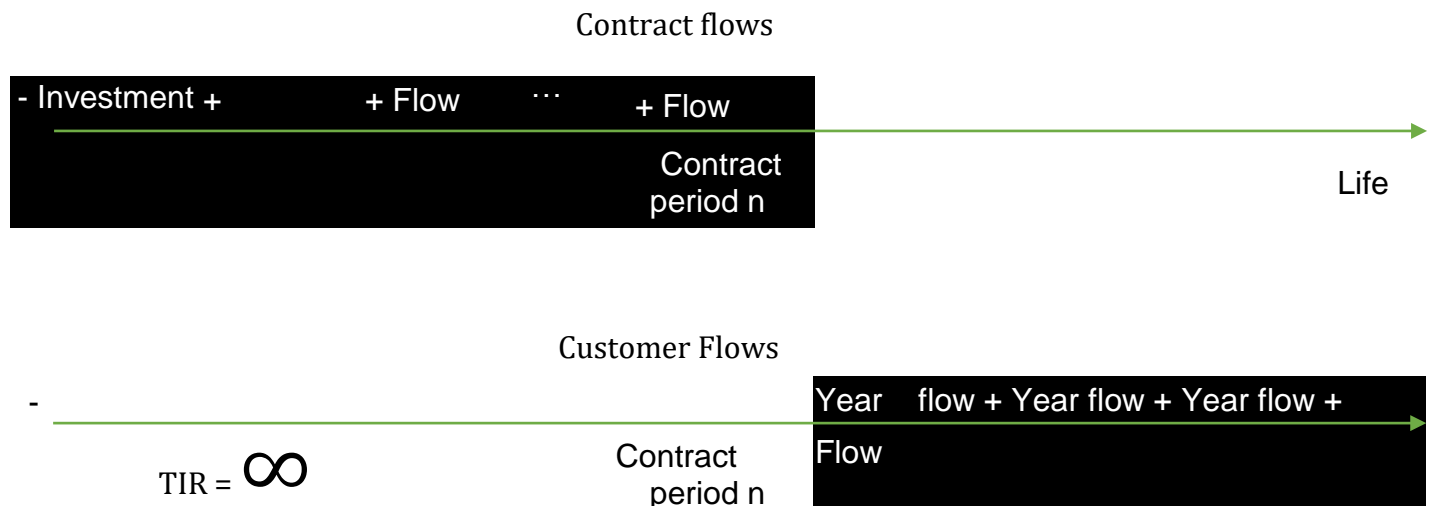 Contract flows
- Investment + + Flow … + Flow
Contract
period n
Life
Customer Flows
- Year flow + Year flow + Year flow +
Flow
Contract
period n
TIR = ∞